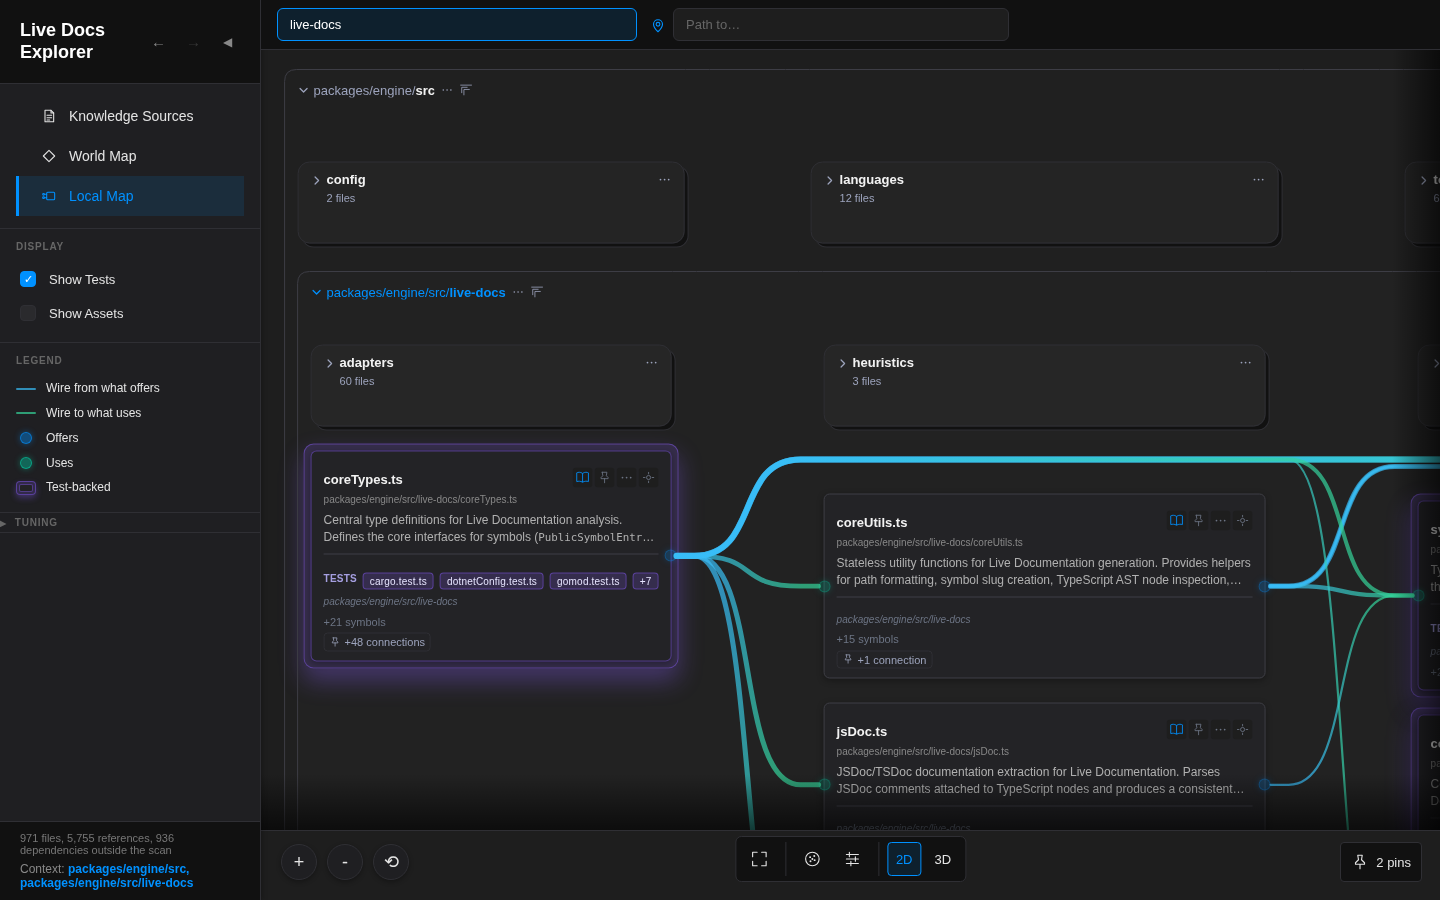 Live Docs
Explorer
← → ◀
Knowledge Sources
World Map
Local Map
DISPLAY
Show Tests
Show Assets
LEGEND
Wire from what offers
Wire to what uses
Offers
Uses
Test-backed
TUNING
971 files, 5,755 references, 936
dependencies outside the scan
Context: packages/engine/src,
packages/engine/src/live-docs
live-docs
Path to…
packages/engine/src ···
config ···
2 files
languages ···
12 files
packages/engine/src/live-docs ···
adapters ···
60 files
heuristics ···
3 files
coreTypes.ts
packages/engine/src/live-docs/coreTypes.ts
Central type definitions for Live Documentation analysis.
Defines the core interfaces for symbols (PublicSymbolEntr…
TESTS cargo.test.ts dotnetConfig.test.ts gomod.test.ts +7
packages/engine/src/live-docs
+21 symbols
+48 connections
coreUtils.ts
packages/engine/src/live-docs/coreUtils.ts
Stateless utility functions for Live Documentation generation. Provides helpers
for path formatting, symbol slug creation, TypeScript AST node inspection,…
packages/engine/src/live-docs
+15 symbols
+1 connection
jsDoc.ts
packages/engine/src/live-docs/jsDoc.ts
JSDoc/TSDoc documentation extraction for Live Documentation. Parses
JSDoc comments attached to TypeScript nodes and produces a consistent…
packages/engine/src/live-docs
+ - ⟲
2D 3D
2 pins